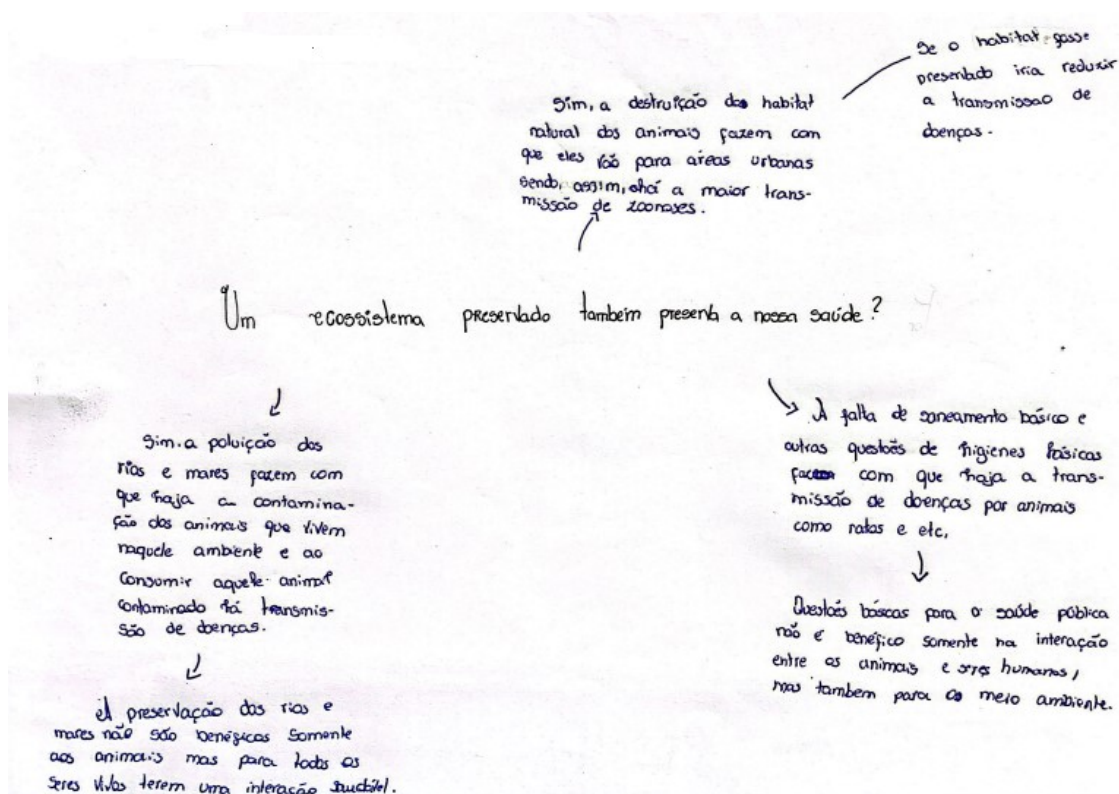 Se o habitat fosse
preservado iria reduzir
a transmissao de
doenças.
Sim, a destruição dos habitat
natural dos animais fazem com
que eles vão para areas urbanas
sendo, assim, há a maior trans-
missão de zoonoses.
Um ecossistema preservado também preserva a nossa saúde?
Sim, a poluição dos
rios e mares fazem com
que haja a contamina-
ção dos animais que vivem
naquele ambiente e ao
consumir aquele animal
contaminado há transmis-
são de doenças.
A preservação dos rios e
mares não são benéficas somente
aos animais mas para todos os
seres vivos terem uma interação saudável.
A falta de saneamento básico e
outras questões de higienes básicas
fazem com que haja a trans-
missão de doenças por animais
como ratos e etc,
Questões báscas para o saúde pública
não é benéfico somente na interação
entre os animais e seres humanos,
mas tambem para os meio ambiente.